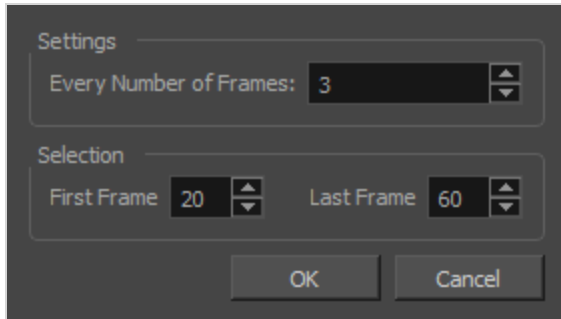 Settings
Every Number of Frames: 3
Selection
First Frame 20 Last Frame 60
OK Cancel